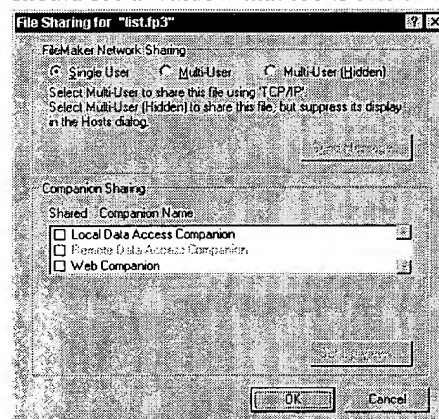 File Sharing for "list.fp3"
FileMaker Network Sharing
Single User Multi-User Multi-User (Hidden)
Select Multi-User to share this file using 'TCP/IP'.
Select Multi-User (Hidden) to share this file, but suppress its display
in the Hosts dialog.
Companion Sharing
Shared Companion Name
Local Data Access Companion
Remote Data Access Companion
Web Companion
OK Cancel